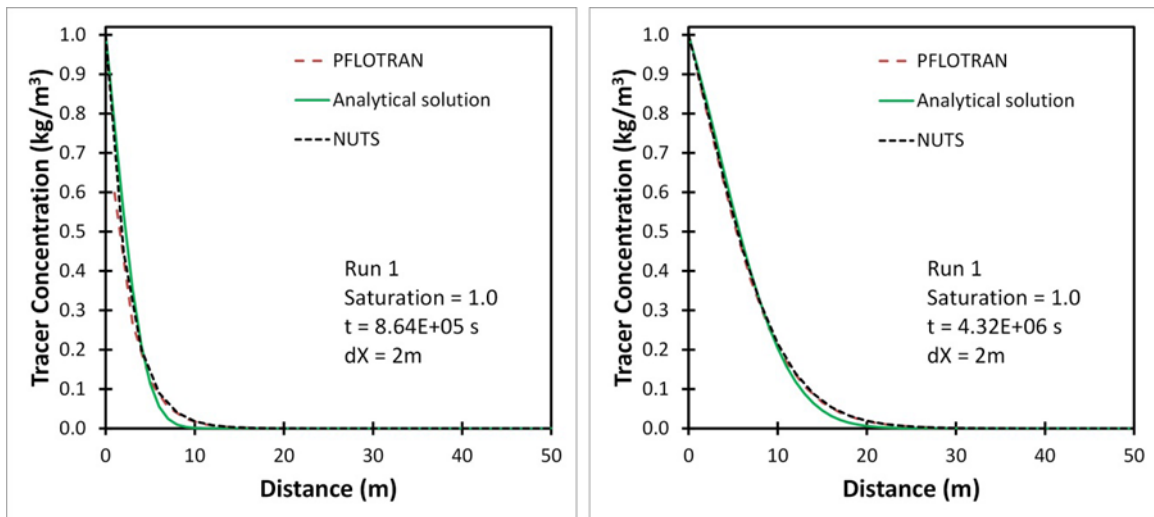 1.0
0.9
0.8
0.7
0.6
0.5
0.4
0.3
0.2
0.1
0.0
Tracer Concentration (kg/m³)
PFLOTRAN
Analytical solution
NUTS
Run 1
Saturation = 1.0
t = 8.64E+05 s
dX = 2m
0 10 20 30 40 50
Distance (m)
1.0
0.9
0.8
0.7
0.6
0.5
0.4
0.3
0.2
0.1
0.0
Tracer Concentration (kg/m³)
PFLOTRAN
Analytical solution
NUTS
Run 1
Saturation = 1.0
t = 4.32E+06 s
dX = 2m
0 10 20 30 40 50
Distance (m)